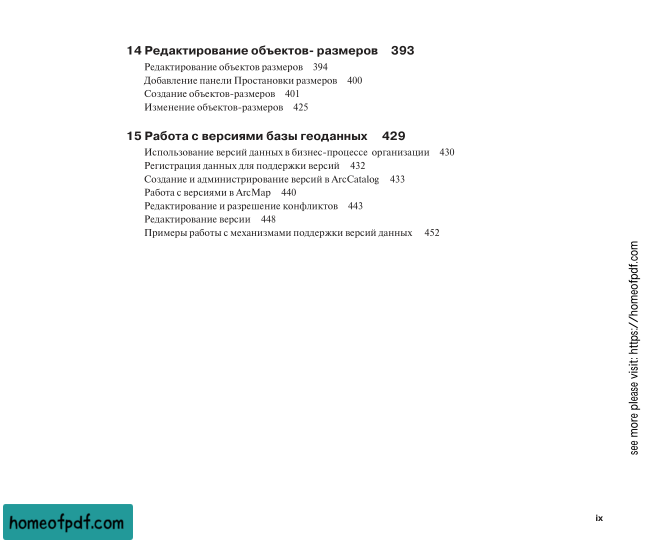 14 Редактирование объектов- размеров 393
Редактирование объектов размеров 394
Добавление панели Простановки размеров 400
Создание объектов-размеров 401
Изменение объектов-размеров 425
15 Работа с версиями базы геоданных 429
Использование версий данных в бизнес-процессе организации 430
Регистрация данных для поддержки версий 432
Создание и администрирование версий в ArcCatalog 433
Работа с версиями в ArcMap 440
Редактирование и разрешение конфликтов 443
Редактирование версии 448
Примеры работы с механизмами поддержки версий данных 452
see more please visit: https://homeofpdf.com
homeofpdf.com
ix